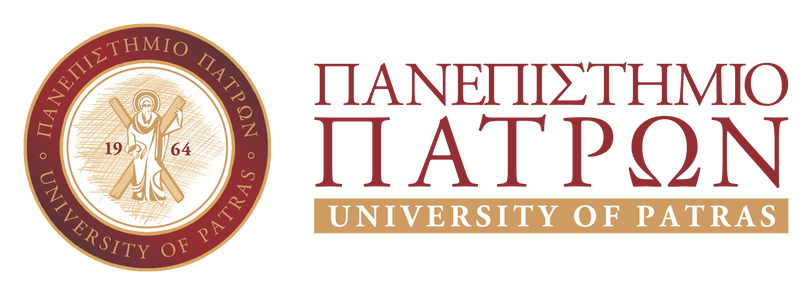 ΠΑΝΕΠΙΣΤΗΜΙΟ ΠΑΤΡΩΝ
19 64
UNIVERSITY OF PATRAS
ΠΑΝΕΠΙΣΤΗΜΙΟ
ΠΑΤΡΩΝ
UNIVERSITY OF PATRAS